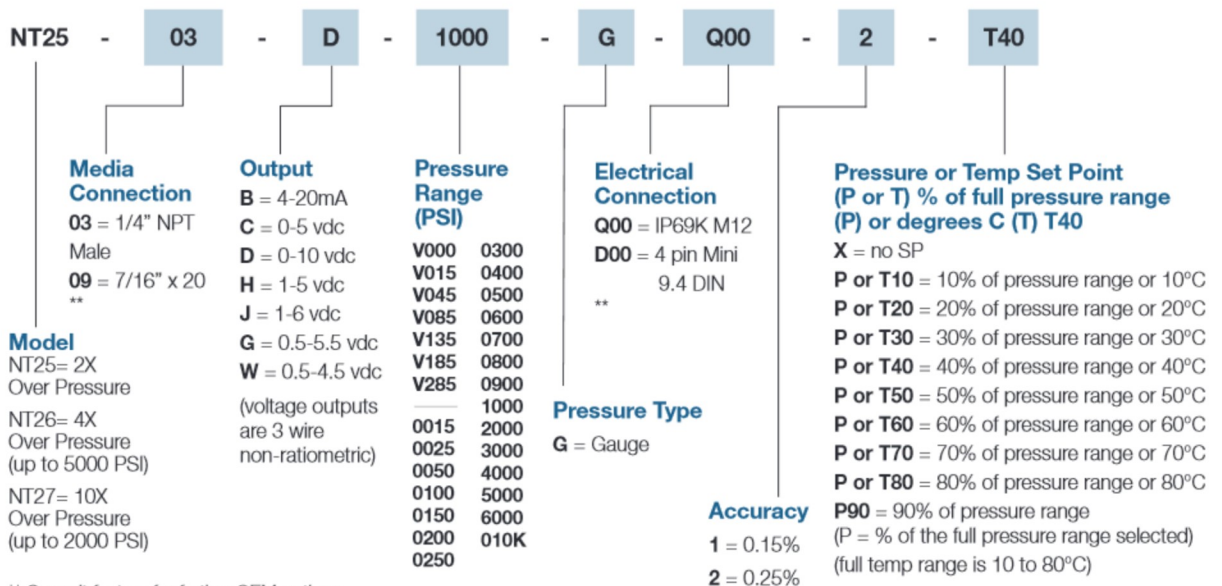 NT25 - 03 - D - 1000 - G - Q00 - 2 - T40
Media
Connection
03 = 1/4” NPT
Male
09 = 7/16” x 20
**
Output
B = 4-20mA
C = 0-5 vdc
D = 0-10 vdc
H = 1-5 vdc
J = 1-6 vdc
G = 0.5-5.5 vdc
W = 0.5-4.5 vdc
(voltage outputs
are 3 wire
non-ratiometric)
Pressure
Range
(PSI)
V000 0300
V015 0400
V045 0500
V085 0600
V135 0700
V185 0800
V285 0900
1000
0015 2000
0025 3000
0050 4000
0100 5000
0150 6000
0200 010K
0250
Electrical
Connection
Q00 = IP69K M12
D00 = 4 pin Mini
9.4 DIN
**
Pressure or Temp Set Point
(P or T) % of full pressure range
(P) or degrees C (T) T40
X = no SP
P or T10 = 10% of pressure range or 10ºC
P or T20 = 20% of pressure range or 20ºC
P or T30 = 30% of pressure range or 30ºC
P or T40 = 40% of pressure range or 40ºC
P or T50 = 50% of pressure range or 50ºC
P or T60 = 60% of pressure range or 60ºC
P or T70 = 70% of pressure range or 70ºC
P or T80 = 80% of pressure range or 80ºC
P90 = 90% of pressure range
(P = % of the full pressure range selected)
(full temp range is 10 to 80ºC)
Model
NT25= 2X
Over Pressure
NT26= 4X
Over Pressure
(up to 5000 PSI)
NT27= 10X
Over Pressure
(up to 2000 PSI)
Pressure Type
G = Gauge
Accuracy
1 = 0.15%
2 = 0.25%